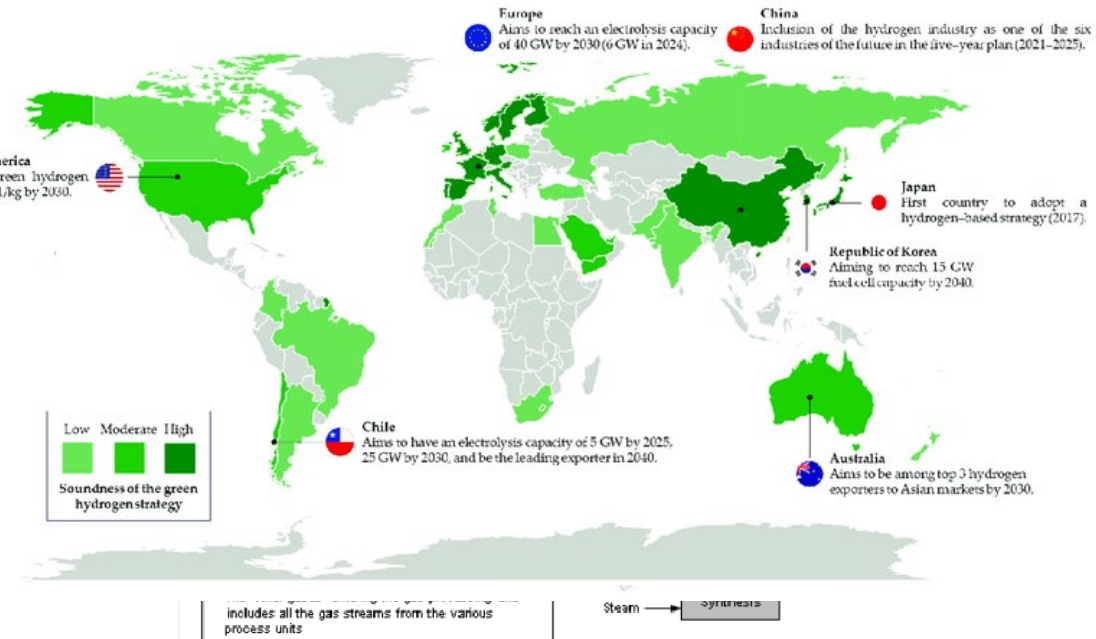 Europe
Aims to reach an electrolysis capacity
of 40 GW by 2030 (6 GW in 2024).
China
Inclusion of the hydrogen industry as one of the six
industries of the future in the five–year plan (2021–2025).
erica
reen hydrogen
/kg by 2030.
Japan
First country to adopt a
hydrogen–based strategy (2017).
Republic of Korea
Aiming to reach 15 GW
fuel cell capacity by 2040.
Low Moderate High
Soundness of the green
hydrogen strategy
Chile
Aims to have an electrolysis capacity of 5 GW by 2025,
25 GW by 2030, and be the leading exporter in 2040.
Australia
Aims to be among top 3 hydrogen
exporters to Asian markets by 2030.
includes all the gas streams from the various
process units
Steam
Synthesis